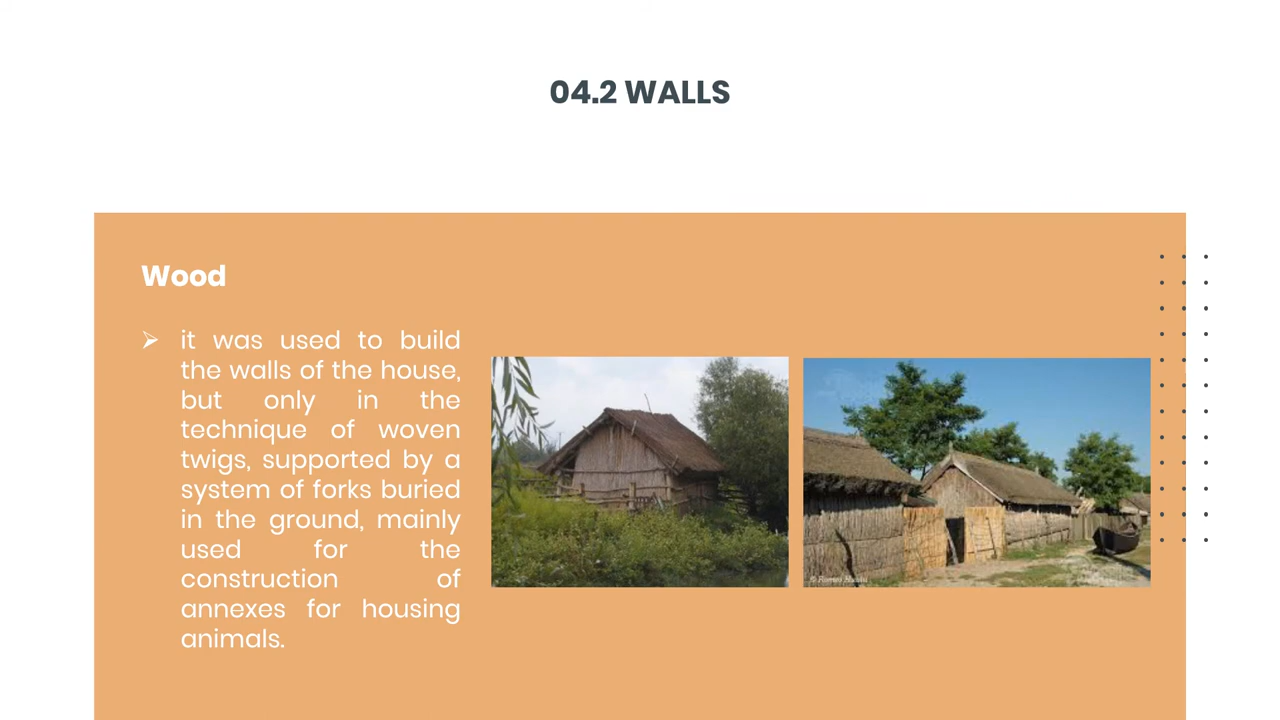 04.2 WALLS
Wood
it was used to build
the walls of the house,
but only in the
technique of woven
twigs, supported by a
system of forks buried
in the ground, mainly
used for the
construction of
annexes for housing
animals.